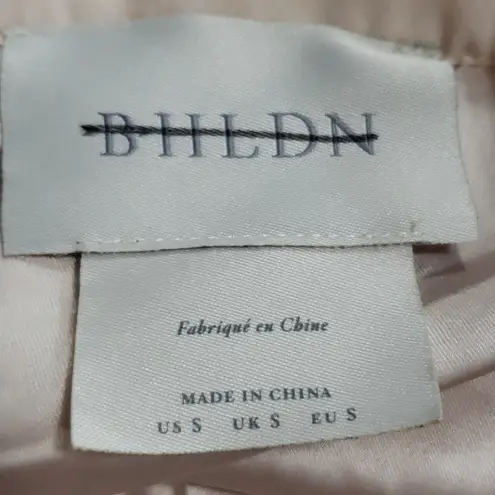 BHLDN
Fabriqué en Chine
MADE IN CHINA
US S UK S EU S